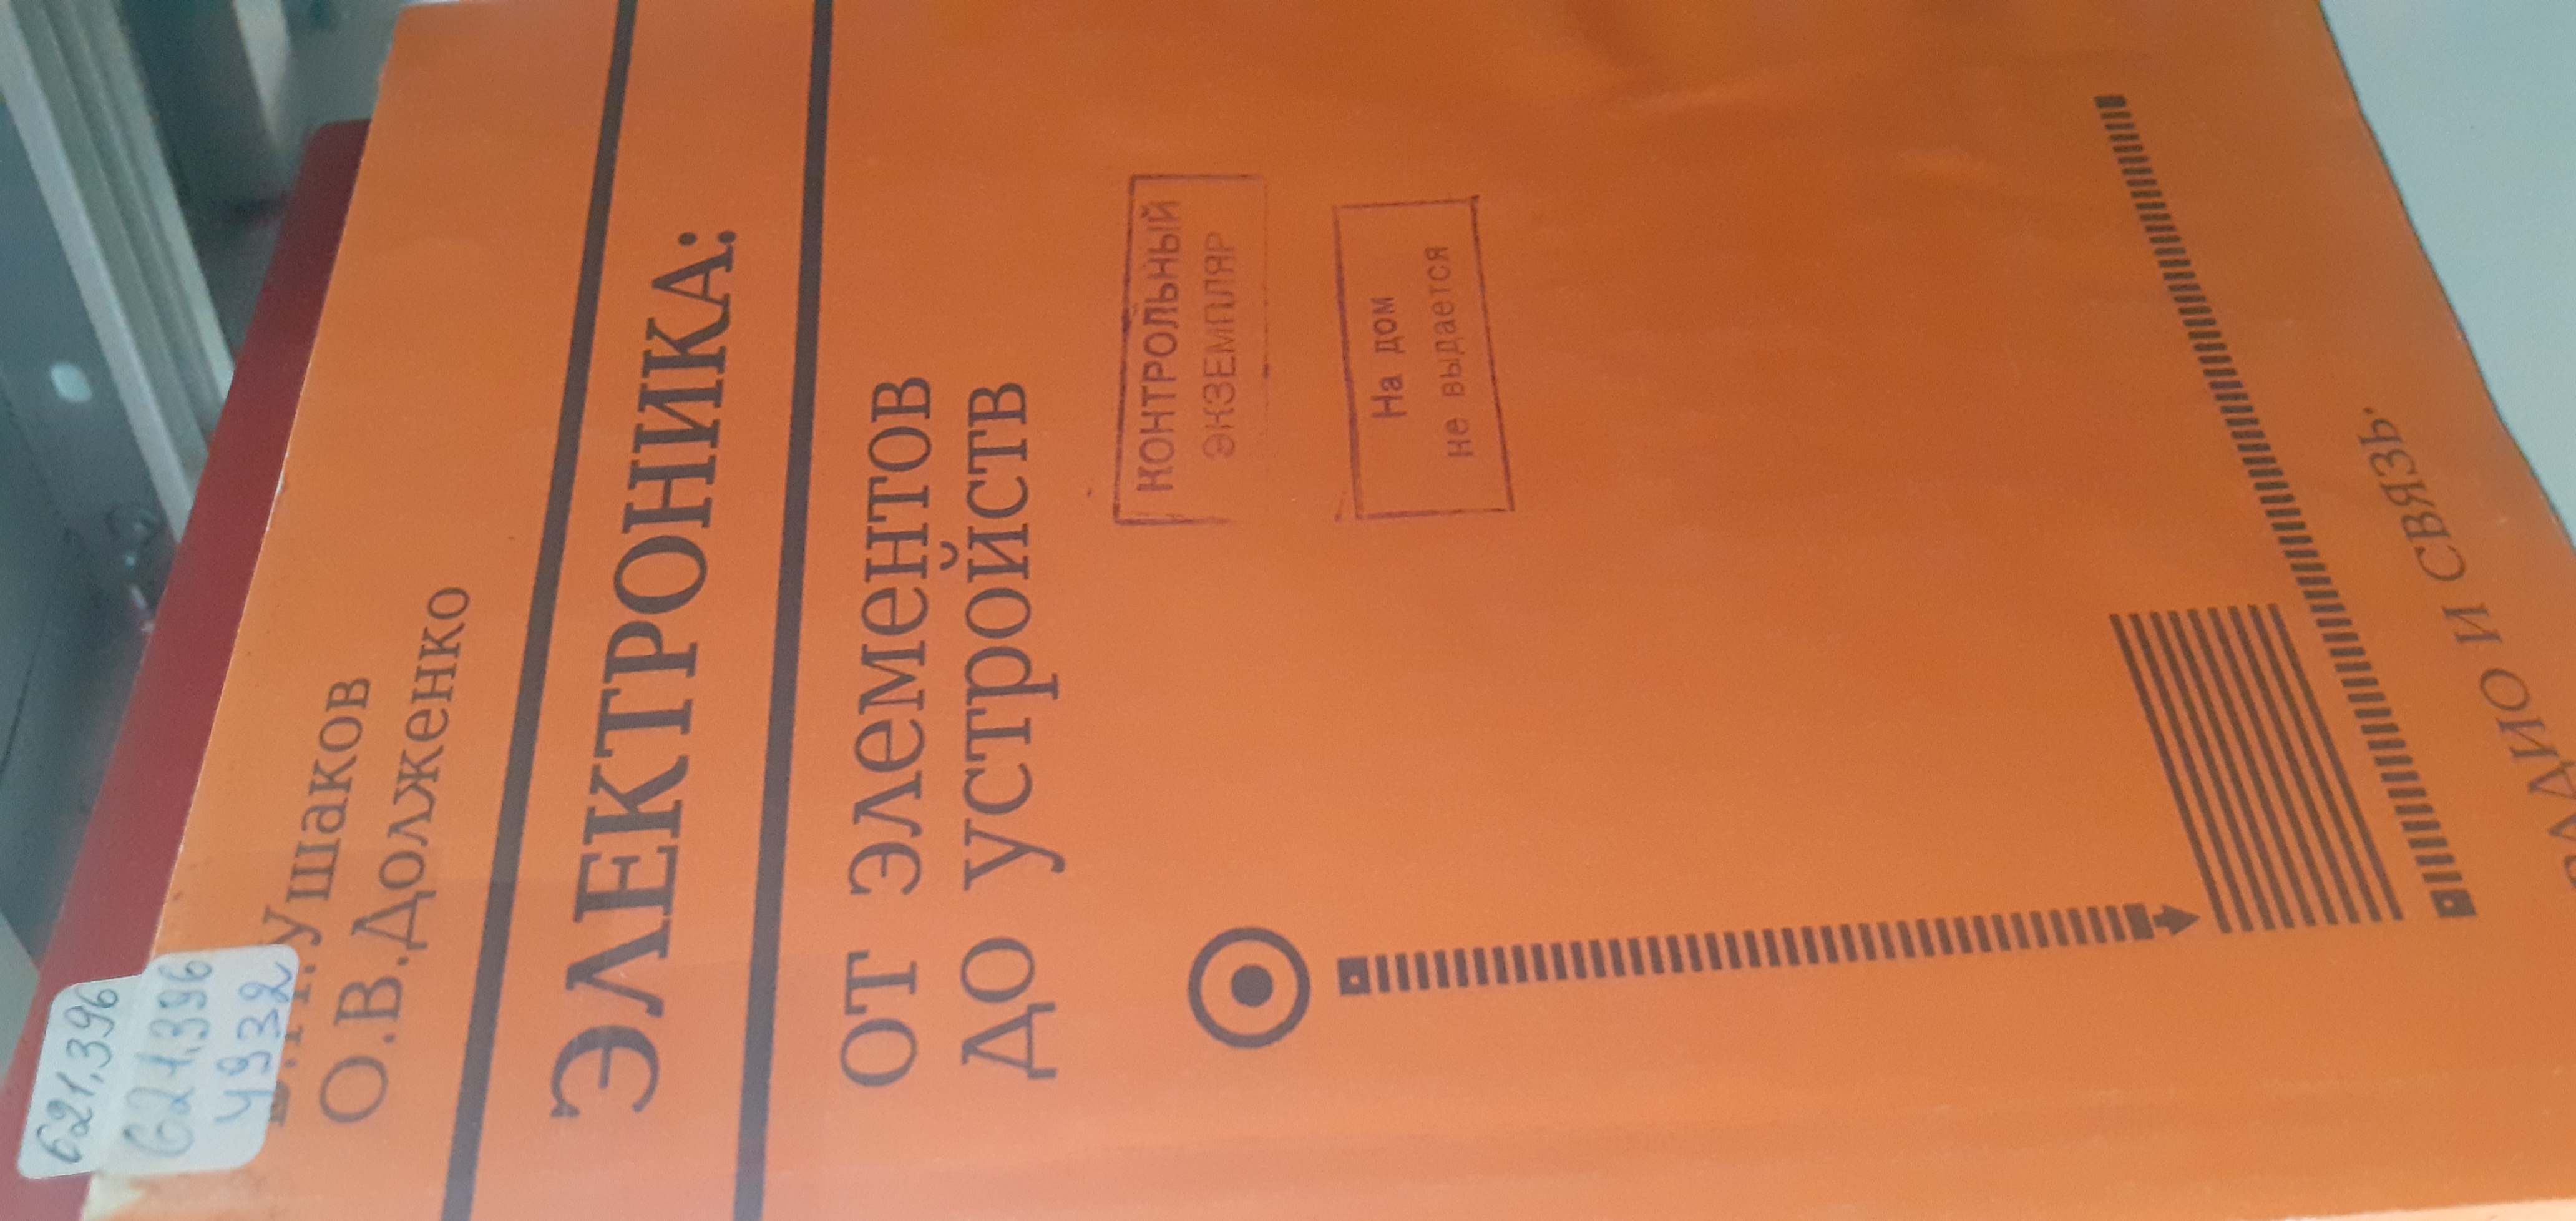 621,396
621,396
У932
Ушаков
О.В.Долженко
ЭЛЕКТРОНИКА:
от элементов
до устройств
КОНТРОЛЬНЫЙ
ЭКЗЕМПЛЯР
На дом
не выдается
РАДИО И СВЯЗЬ·